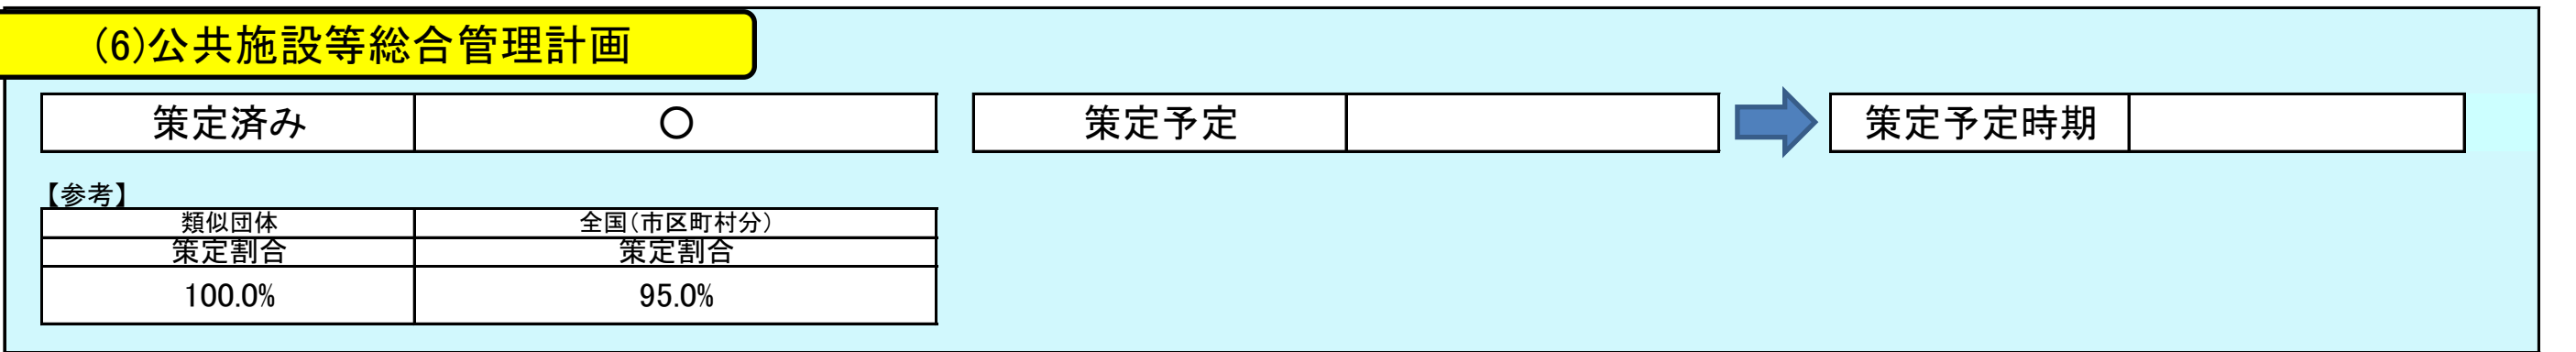 (6)公共施設等総合管理計画
策定済み ○ 策定予定 策定予定時期
【参考】
類似団体 全国(市区町村分)
策定割合 策定割合
100.0% 95.0%